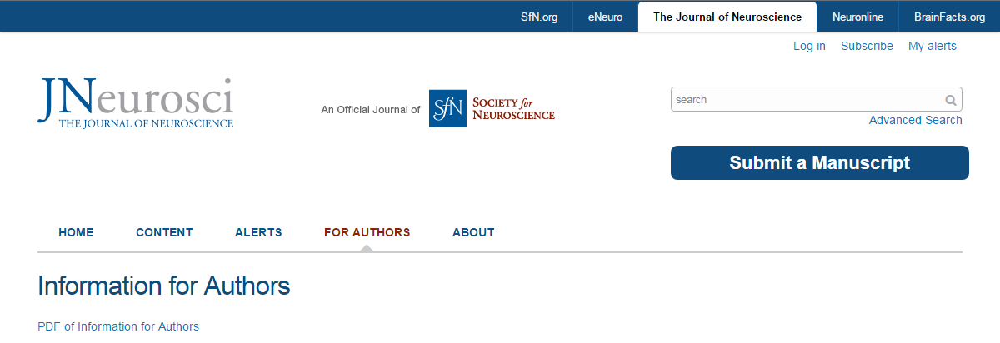 SfN.org eNeuro The Journal of Neuroscience Neuronline BrainFacts.org
Log in Subscribe My alerts
JNeurosci
THE JOURNAL OF NEUROSCIENCE
An Official Journal of
SfN
SOCIETY for
NEUROSCIENCE
search
Advanced Search
Submit a Manuscript
HOME CONTENT ALERTS FOR AUTHORS ABOUT
Information for Authors
PDF of Information for Authors